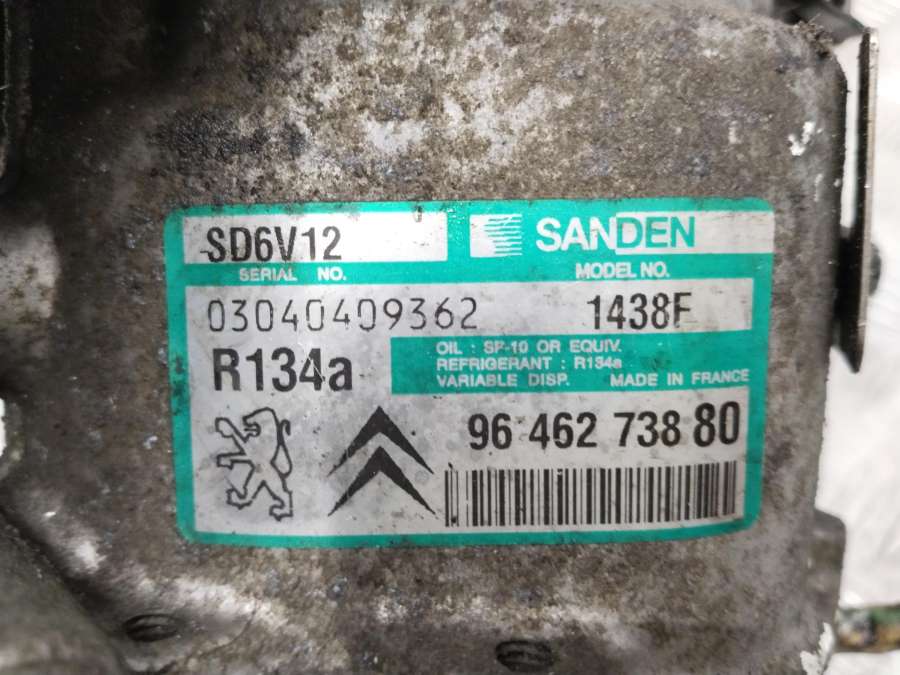 SD6V12
SANDEN
SERIAL NO.
MODEL NO.
03040409362
1438F
R134a
OIL : SP-10 OR EQUIV.
REFRIGERANT : R134a
VARIABLE DISP. MADE IN FRANCE
96 462 738 80